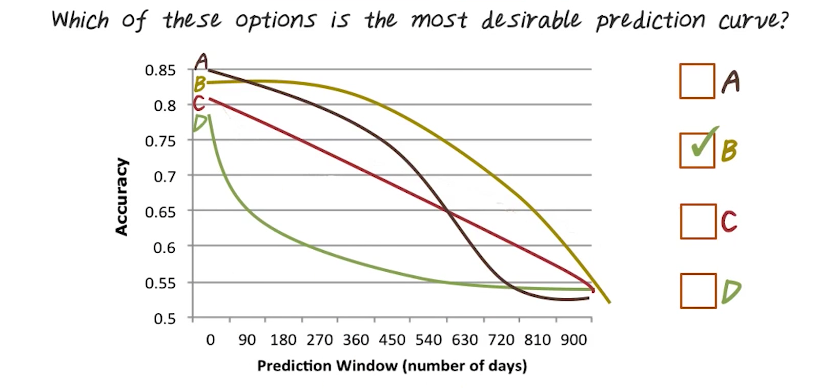 Which of these options is the most desirable prediction curve?
A
B
C
D
0.85
0.8
0.75
0.7
0.65
0.6
0.55
0.5
Accuracy
0 90 180 270 360 450 540 630 720 810 900
Prediction Window (number of days)
A
B
C
D